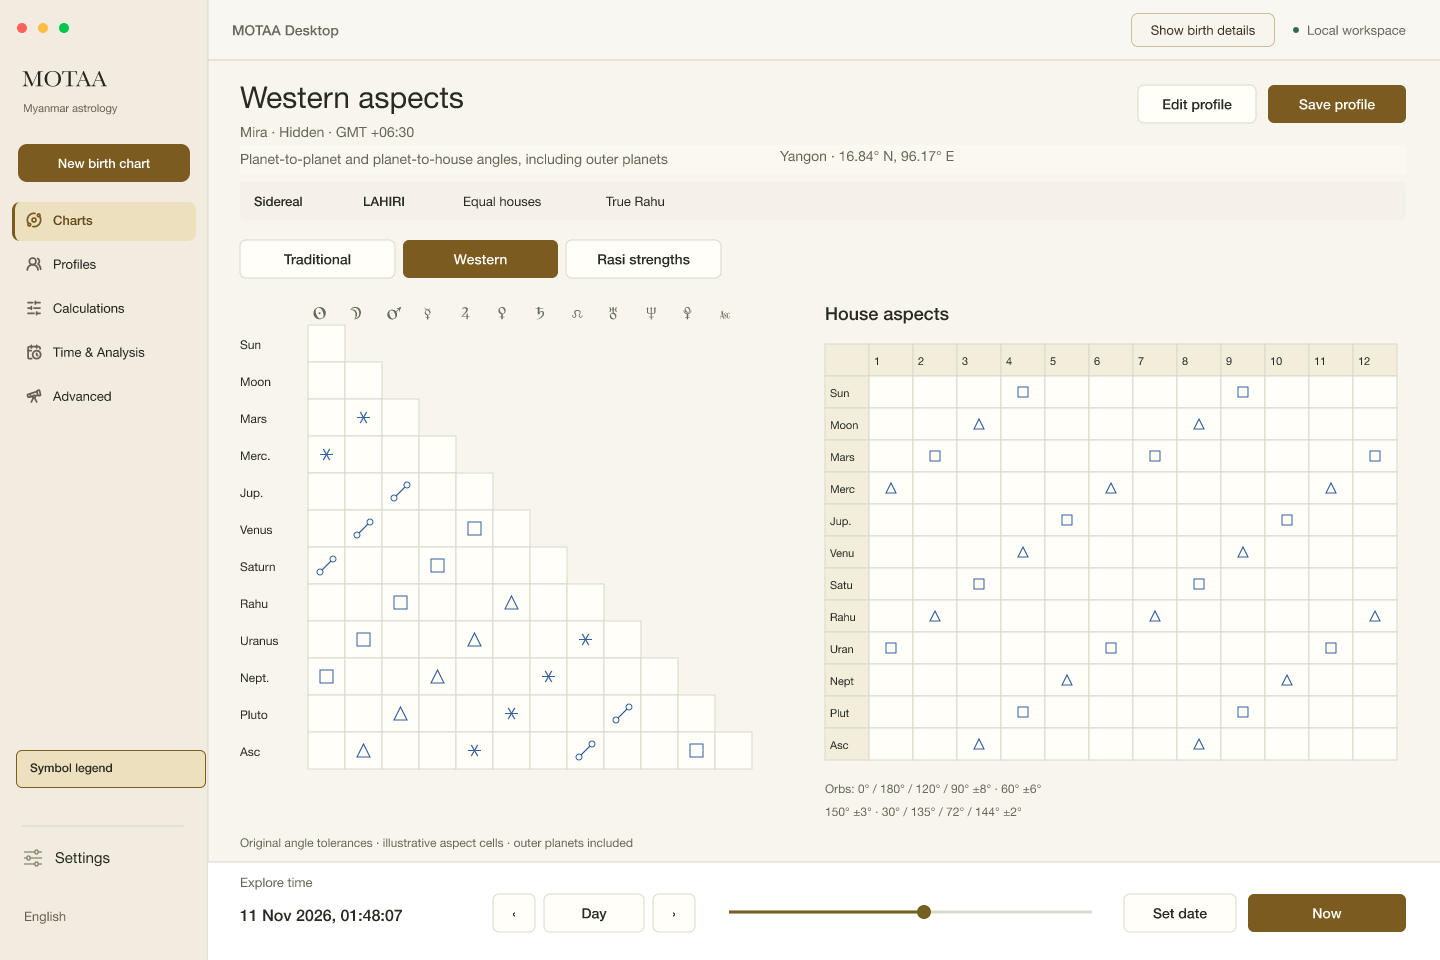 MOTAA Desktop
Show birth details
Local workspace
MOTAA
Myanmar astrology
New birth chart
Charts
Profiles
Calculations
Time & Analysis
Advanced
Symbol legend
Settings
English
Western aspects
Edit profile
Save profile
Mira · Hidden · GMT +06:30
Planet-to-planet and planet-to-house angles, including outer planets
Yangon · 16.84° N, 96.17° E
Sidereal LAHIRI Equal houses True Rahu
Traditional Western Rasi strengths
☉ ☽ ♂ ☿ ♃ ♀ ♄ ☊ ♅ ♆ ♀ Asc
Sun
Moon
Mars
Merc.
Jup.
Venus
Saturn
Rahu
Uranus
Nept.
Pluto
Asc
House aspects
1 2 3 4 5 6 7 8 9 10 11 12
Sun
Moon
Mars
Merc
Jup.
Venu
Satu
Rahu
Uran
Nept
Plut
Asc
Orbs: 0° / 180° / 120° / 90° ±8° · 60° ±6°
150° ±3° · 30° / 135° / 72° / 144° ±2°
Original angle tolerances · illustrative aspect cells · outer planets included
Explore time
11 Nov 2026, 01:48:07
‹ Day ›
Set date
Now